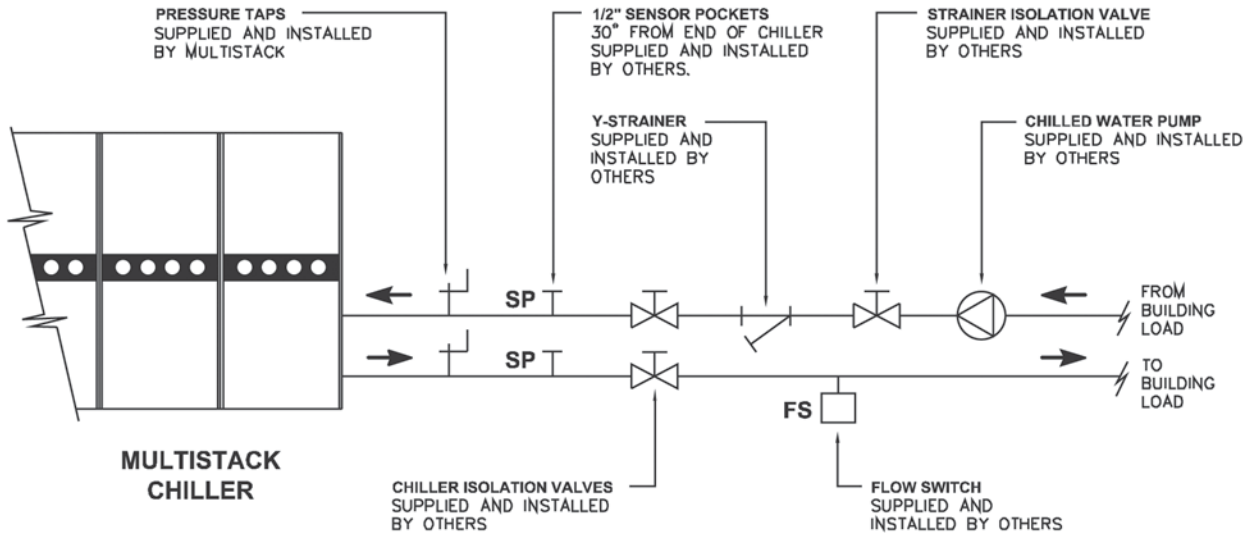 PRESSURE TAPS
SUPPLIED AND INSTALLED
BY MULTISTACK
1/2" SENSOR POCKETS
30" FROM END OF CHILLER
SUPPLIED AND INSTALLED
BY OTHERS.
STRAINER ISOLATION VALVE
SUPPLIED AND INSTALLED
BY OTHERS
Y-STRAINER
SUPPLIED AND
INSTALLED BY
OTHERS
CHILLED WATER PUMP
SUPPLIED AND INSTALLED
BY OTHERS
SP
FROM
BUILDING
LOAD
SP
TO
BUILDING
LOAD
FS
MULTISTACK
CHILLER
CHILLER ISOLATION VALVES
SUPPLIED AND INSTALLED
BY OTHERS
FLOW SWITCH
SUPPLIED AND
INSTALLED BY OTHERS